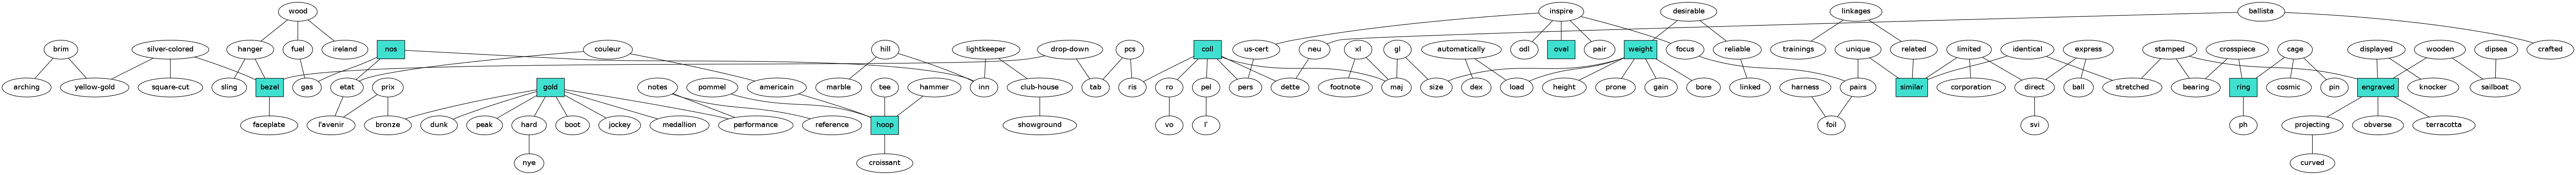 wood inspire desirable linkages ballista
brim silver-colored hanger fuel ireland nos couleur hill lightkeeper drop-down pcs coll us-cert neu xl gl automatically odl oval pair weight focus reliable trainings unique related limited identical express stamped crosspiece cage displayed wooden dipsea crafted
arching yellow-gold square-cut sling bezel gas etat prix gold notes pommel americain marble tee hammer inn club-house tab ris ro pel pers dette footnote maj size dex load height prone gain bore linked harness pairs similar corporation direct ball stretched bearing ring cosmic pin engraved knocker sailboat
faceplate l'avenir bronze dunk peak hard boot jockey medallion performance reference hoop showground vo l' foil svi ph projecting obverse terracotta
nye croissant curved